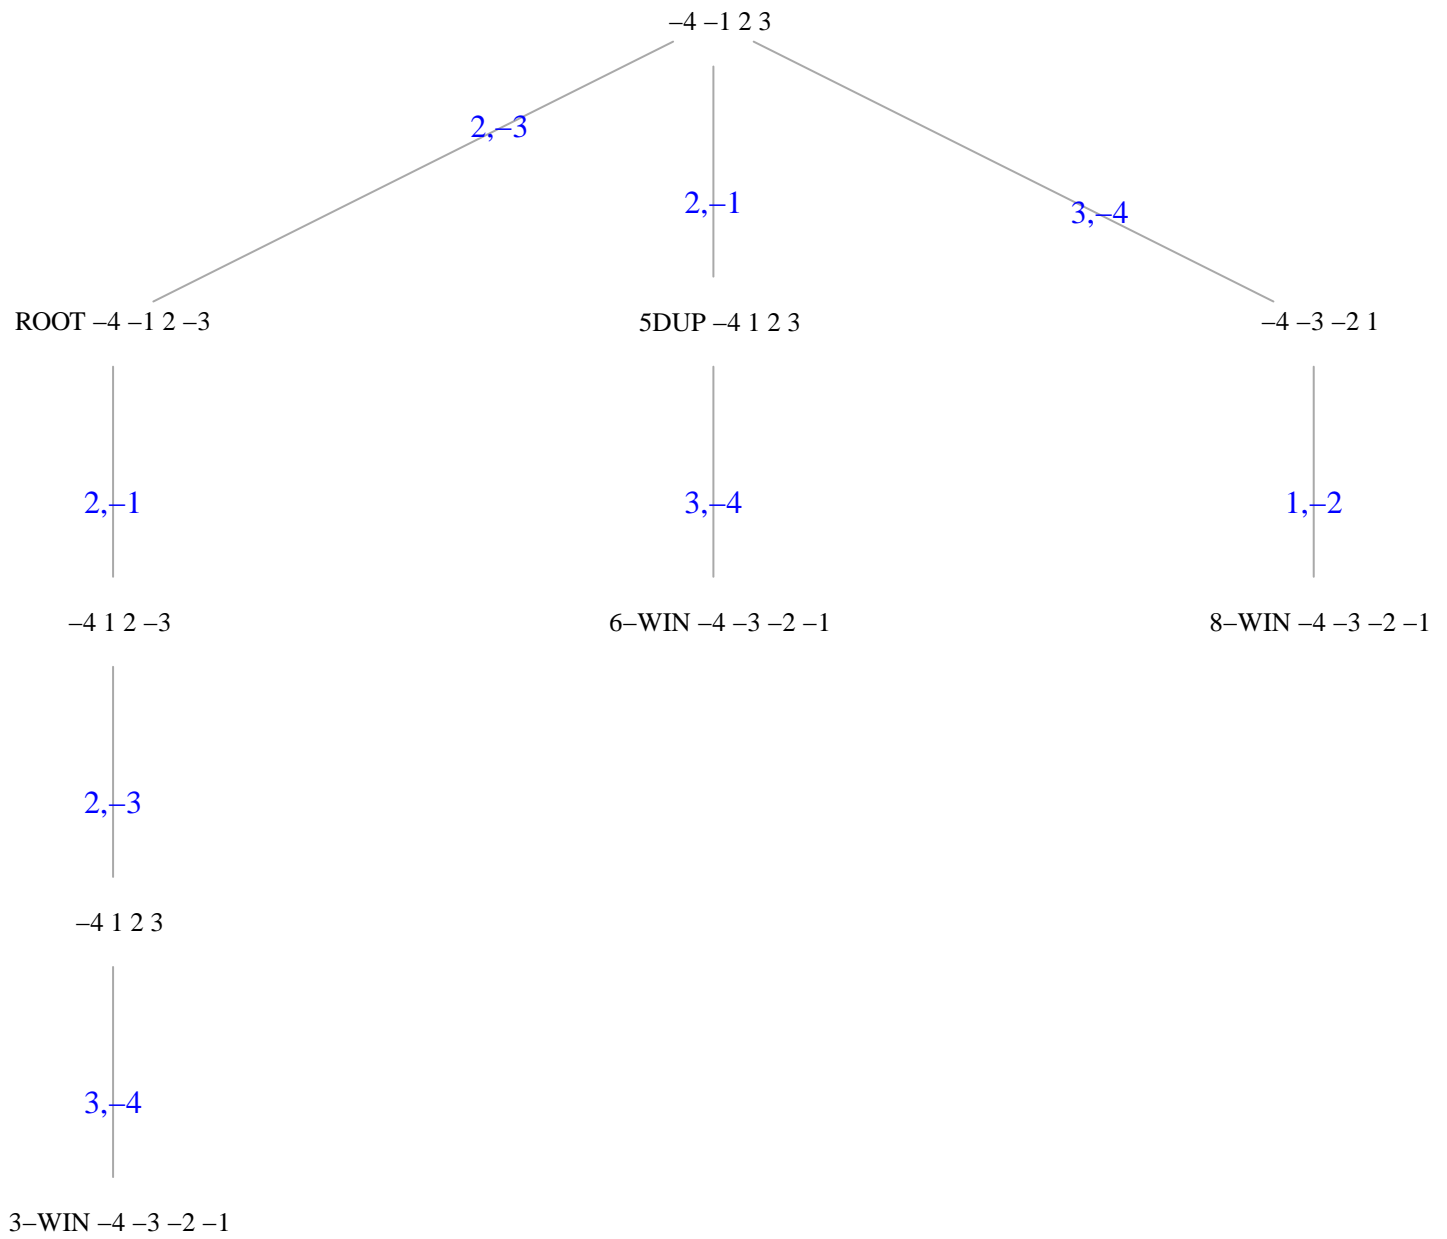 –4 –1 2 3
2,–3
2,–1
3,–4
ROOT –4 –1 2 –3
5DUP –4 1 2 3
–4 –3 –2 1
2,–1
3,–4
1,–2
–4 1 2 –3
6–WIN –4 –3 –2 –1
8–WIN –4 –3 –2 –1
2,–3
–4 1 2 3
3,–4
3–WIN –4 –3 –2 –1